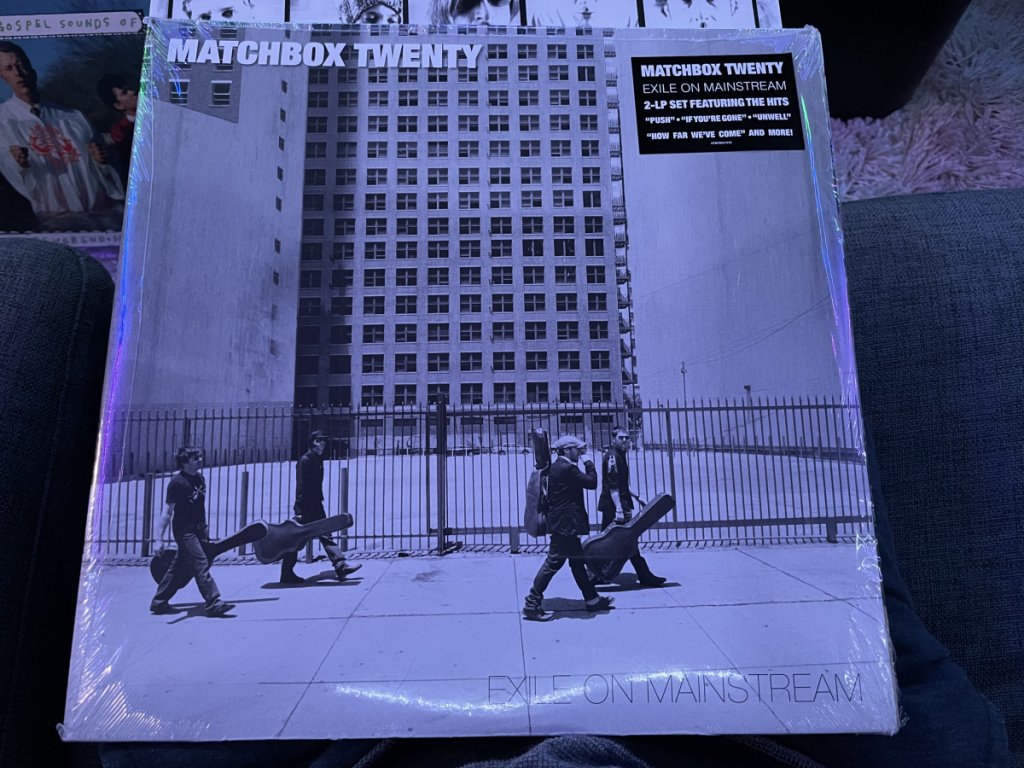 GOSPEL SOUNDS OF
MATCHBOX TWENTY
MATCHBOX TWENTY
EXILE ON MAINSTREAM
2-LP SET FEATURING THE HITS
"PUSH" • "IF YOU'RE GONE" • "UNWELL"
"HOW FAR WE'VE COME" AND MORE!
EXILE ON MAINSTREAM